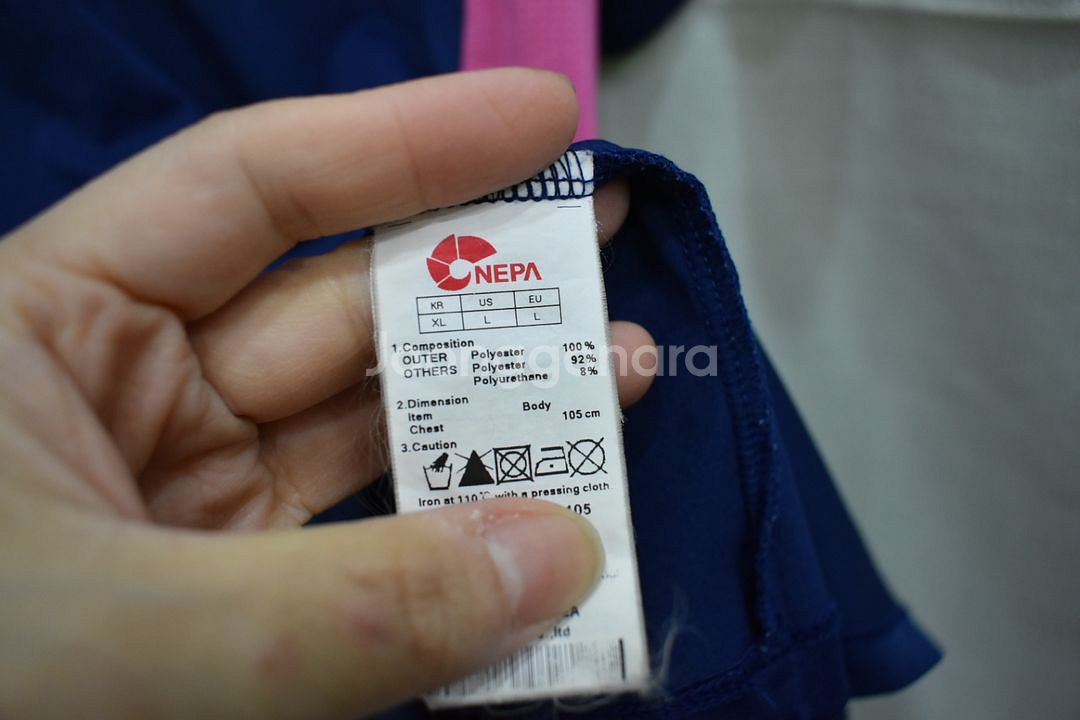 NEPA
KR US EU
XL L L
1.Composition
OUTER Polyester 100%
OTHERS Polyester 92%
Polyurethane 8%
2.Dimension
Item Body
Chest 105 cm
3.Caution
Iron at 110℃ with a pressing cloth.
105
,ltd